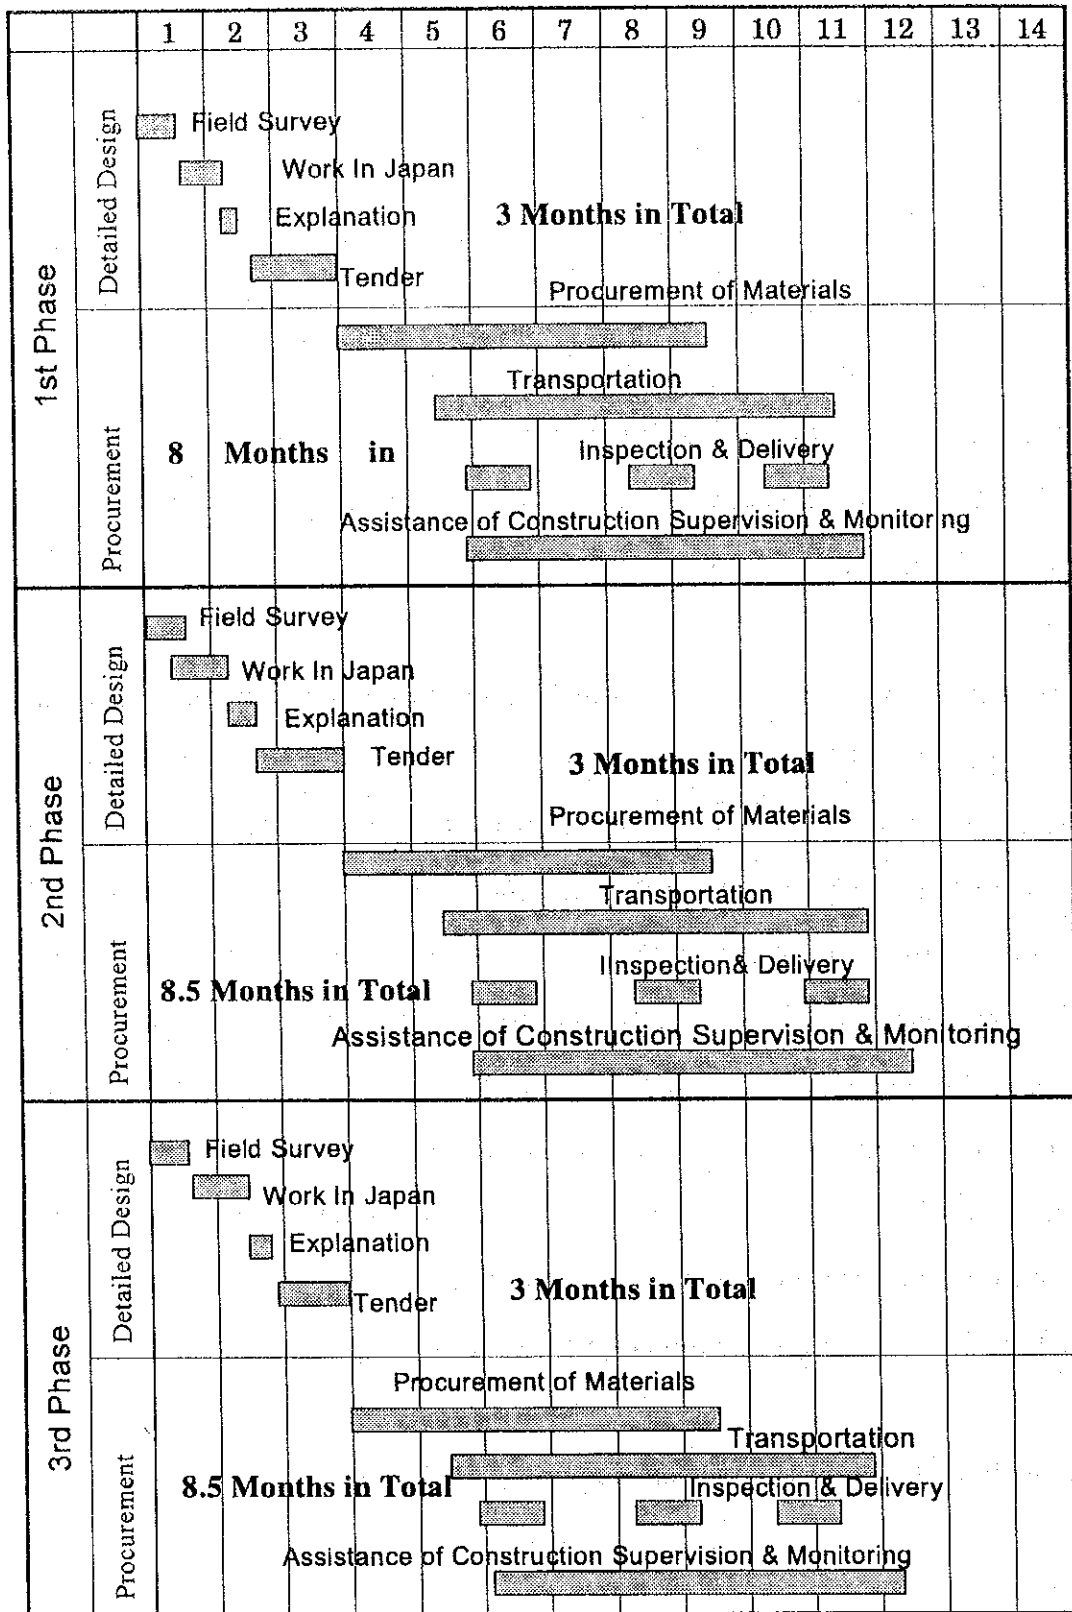 1 2 3 4 5 6 7 8 9 10 11 12 13 14
1st Phase
Detailed Design
Field Survey
Work In Japan
Explanation
3 Months in Total
Tender
Procurement of Materials
Procurement
Transportation
8 Months in
Inspection & Delivery
Assistance of Construction Supervision & Monitoring
2nd Phase
Detailed Design
Field Survey
Work In Japan
Explanation
Tender
3 Months in Total
Procurement of Materials
Procurement
Transportation
IInspection& Delivery
8.5 Months in Total
Assistance of Construction Supervision & Monitoring
3rd Phase
Detailed Design
Field Survey
Work In Japan
Explanation
3 Months in Total
Tender
Procurement
Procurement of Materials
Transportation
8.5 Months in Total
Inspection & Delivery
Assistance of Construction Supervision & Monitoring